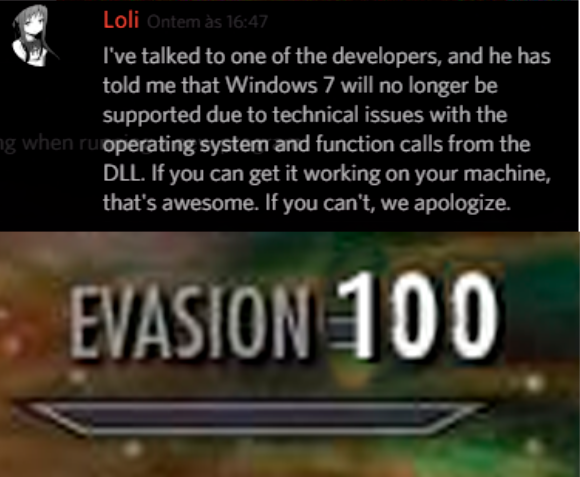 Loli Ontem às 16:47
I've talked to one of the developers, and he has
told me that Windows 7 will no longer be
supported due to technical issues with the
operating system and function calls from the
DLL. If you can get it working on your machine,
that's awesome. If you can't, we apologize.
EVASION 100